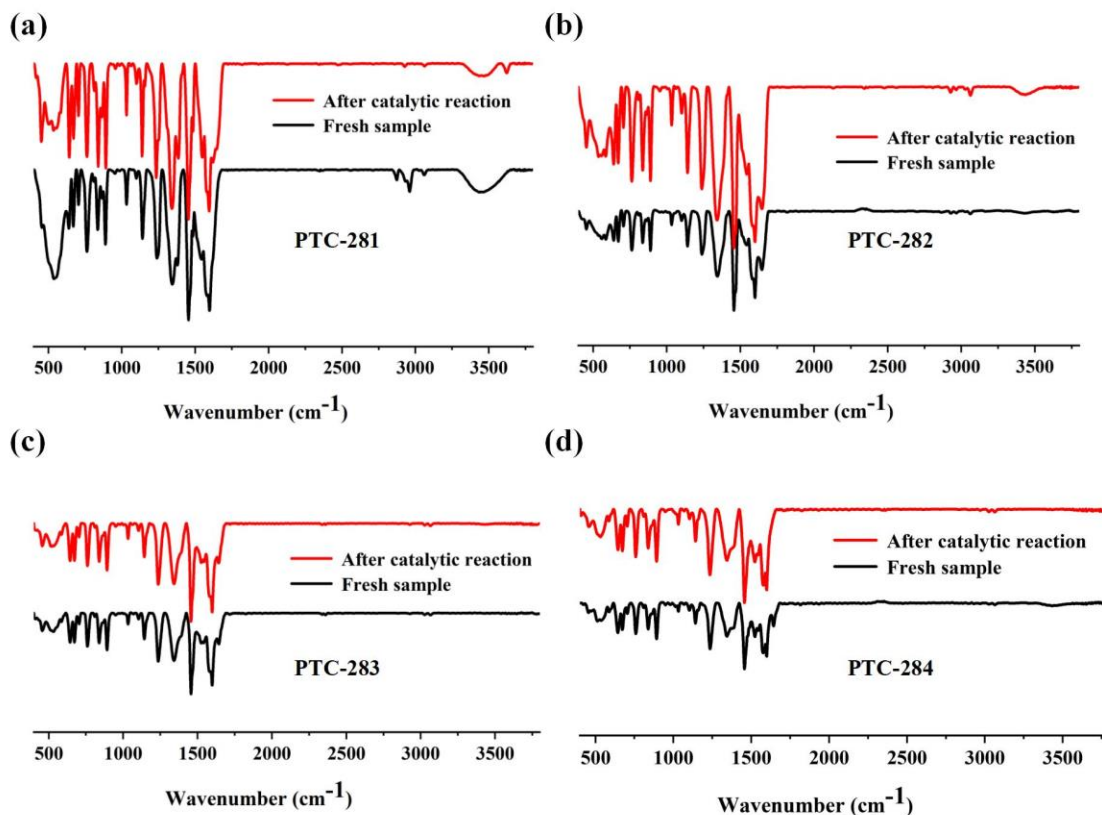 (a)
After catalytic reaction
Fresh sample
PTC-281
500 1000 1500 2000 2500 3000 3500
Wavenumber (cm⁻¹)
(b)
After catalytic reaction
Fresh sample
PTC-282
500 1000 1500 2000 2500 3000 3500
Wavenumber (cm⁻¹)
(c)
After catalytic reaction
Fresh sample
PTC-283
500 1000 1500 2000 2500 3000 3500
Wavenumber (cm⁻¹)
(d)
After catalytic reaction
Fresh sample
PTC-284
500 1000 1500 2000 2500 3000 3500
Wavenumber (cm⁻¹)